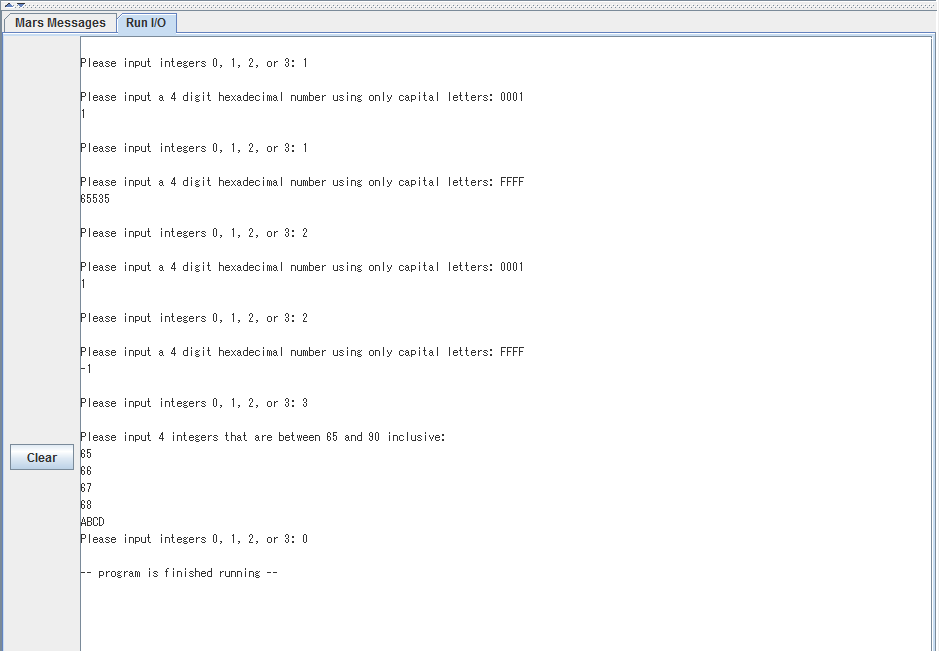 Mars Messages Run I/O
Please input integers 0, 1, 2, or 3: 1
Please input a 4 digit hexadecimal number using only capital letters: 0001
1
Please input integers 0, 1, 2, or 3: 1
Please input a 4 digit hexadecimal number using only capital letters: FFFF
65535
Please input integers 0, 1, 2, or 3: 2
Please input a 4 digit hexadecimal number using only capital letters: 0001
1
Please input integers 0, 1, 2, or 3: 2
Please input a 4 digit hexadecimal number using only capital letters: FFFF
-1
Please input integers 0, 1, 2, or 3: 3
Please input 4 integers that are between 65 and 90 inclusive:
65
66
67
68
ABCD
Please input integers 0, 1, 2, or 3: 0
-- program is finished running --
Clear